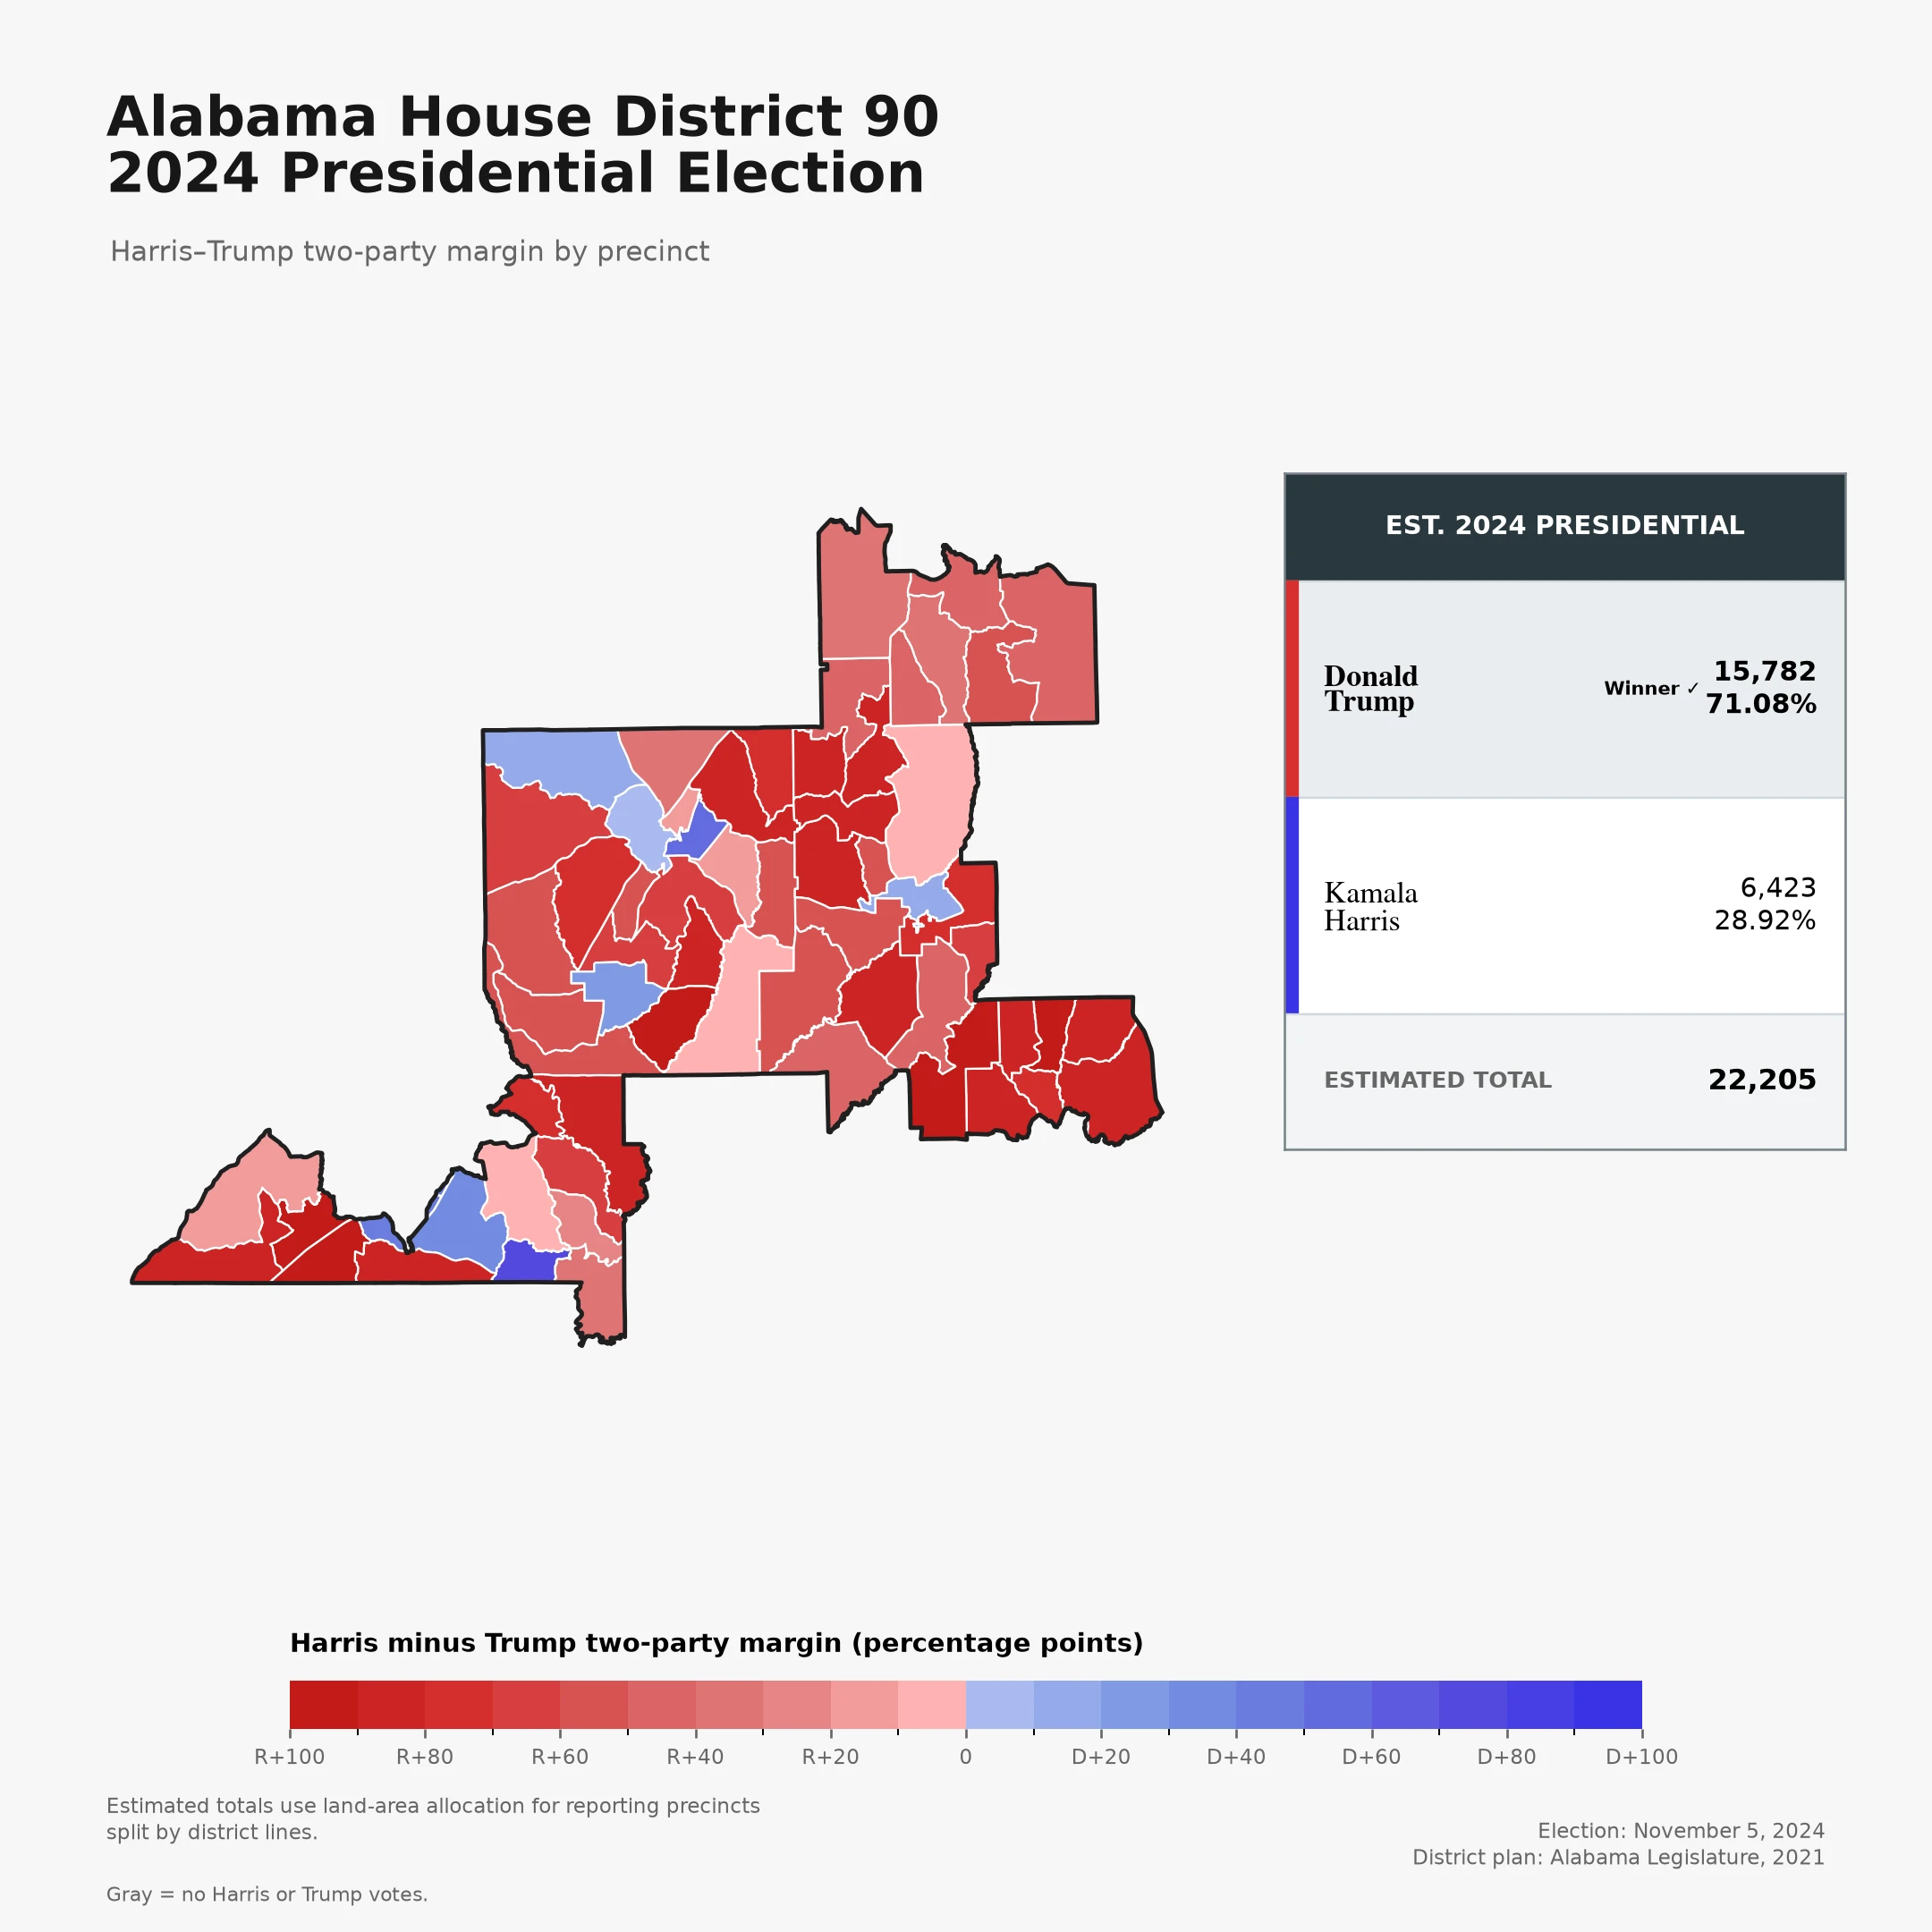 Alabama House District 90
2024 Presidential Election
Harris–Trump two-party margin by precinct
EST. 2024 PRESIDENTIAL
Donald
Trump
Winner ✓
15,782
71.08%
Kamala
Harris
6,423
28.92%
ESTIMATED TOTAL
22,205
Harris minus Trump two-party margin (percentage points)
R+100 R+80 R+60 R+40 R+20 0 D+20 D+40 D+60 D+80 D+100
Estimated totals use land-area allocation for reporting precincts
split by district lines.
Gray = no Harris or Trump votes.
Election: November 5, 2024
District plan: Alabama Legislature, 2021